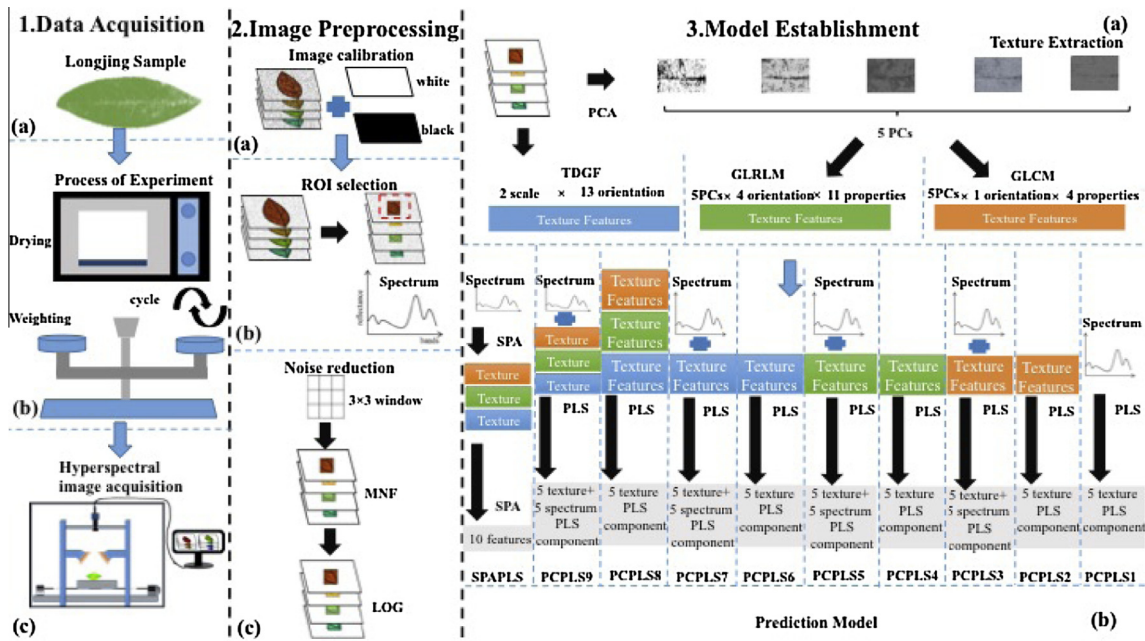 1.Data Acquisition
Longjing Sample
(a)
Process of Experiment
Drying
cycle
Weighting
(b)
Hyperspectral
image acquisition
(c)
2.Image Preprocessing
Image calibration
white
black
(a)
ROI selection
Spectrum
reflectance
bands
(b)
Noise reduction
3×3 window
MNF
LOG
(c)
3.Model Establishment
(a)
Texture Extraction
PCA
5 PCs
TDGF
2 scale × 13 orientation
Texture Features
GLRLM
5PCs× 4 orientation× 11 properties
Texture Features
GLCM
5PCs× 1 orientation× 4 properties
Texture Features
Spectrum
SPA
Texture
Texture
Texture
SPA
10 features
SPAPLS
Spectrum
Texture
Texture
Texture
PLS
5 texture+
5 spectrum
PLS
component
PCPLS9
Texture
Features
Texture
Features
Texture
Features
PLS
5 texture
PLS
component
PCPLS8
Spectrum
Texture
Features
PLS
5 texture+
5 spectrum
PLS
component
PCPLS7
Texture
Features
PLS
5 texture
PLS
component
PCPLS6
Spectrum
Texture
Features
PLS
5 texture+
5 spectrum
PLS
component
PCPLS5
Texture
Features
PLS
5 texture
PLS
component
PCPLS4
Spectrum
Texture
Features
PLS
5 texture+
5 spectrum
PLS
component
PCPLS3
Texture
Features
PLS
5 texture
PLS
component
PCPLS2
Spectrum
PLS
5 texture
PLS
component
PCPLS1
Prediction Model
(b)